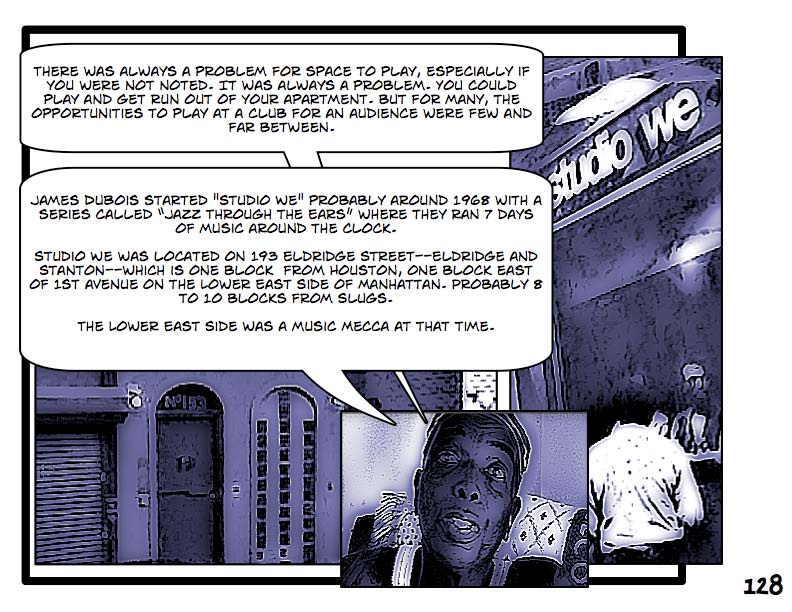 THERE WAS ALWAYS A PROBLEM FOR SPACE TO PLAY, ESPECIALLY IF
YOU WERE NOT NOTED. IT WAS ALWAYS A PROBLEM. YOU COULD
PLAY AND GET RUN OUT OF YOUR APARTMENT. BUT FOR MANY, THE
OPPORTUNITIES TO PLAY AT A CLUB FOR AN AUDIENCE WERE FEW AND
FAR BETWEEN.
studio we
JAMES DUBOIS STARTED "STUDIO WE" PROBABLY AROUND 1968 WITH A
SERIES CALLED "JAZZ THROUGH THE EARS" WHERE THEY RAN 7 DAYS
OF MUSIC AROUND THE CLOCK.
STUDIO WE WAS LOCATED ON 193 ELDRIDGE STREET--ELDRIDGE AND
STANTON--WHICH IS ONE BLOCK FROM HOUSTON, ONE BLOCK EAST
OF 1ST AVENUE ON THE LOWER EAST SIDE OF MANHATTAN. PROBABLY 8
TO 10 BLOCKS FROM SLUGS.
THE LOWER EAST SIDE WAS A MUSIC MECCA AT THAT TIME.
Nº193
128